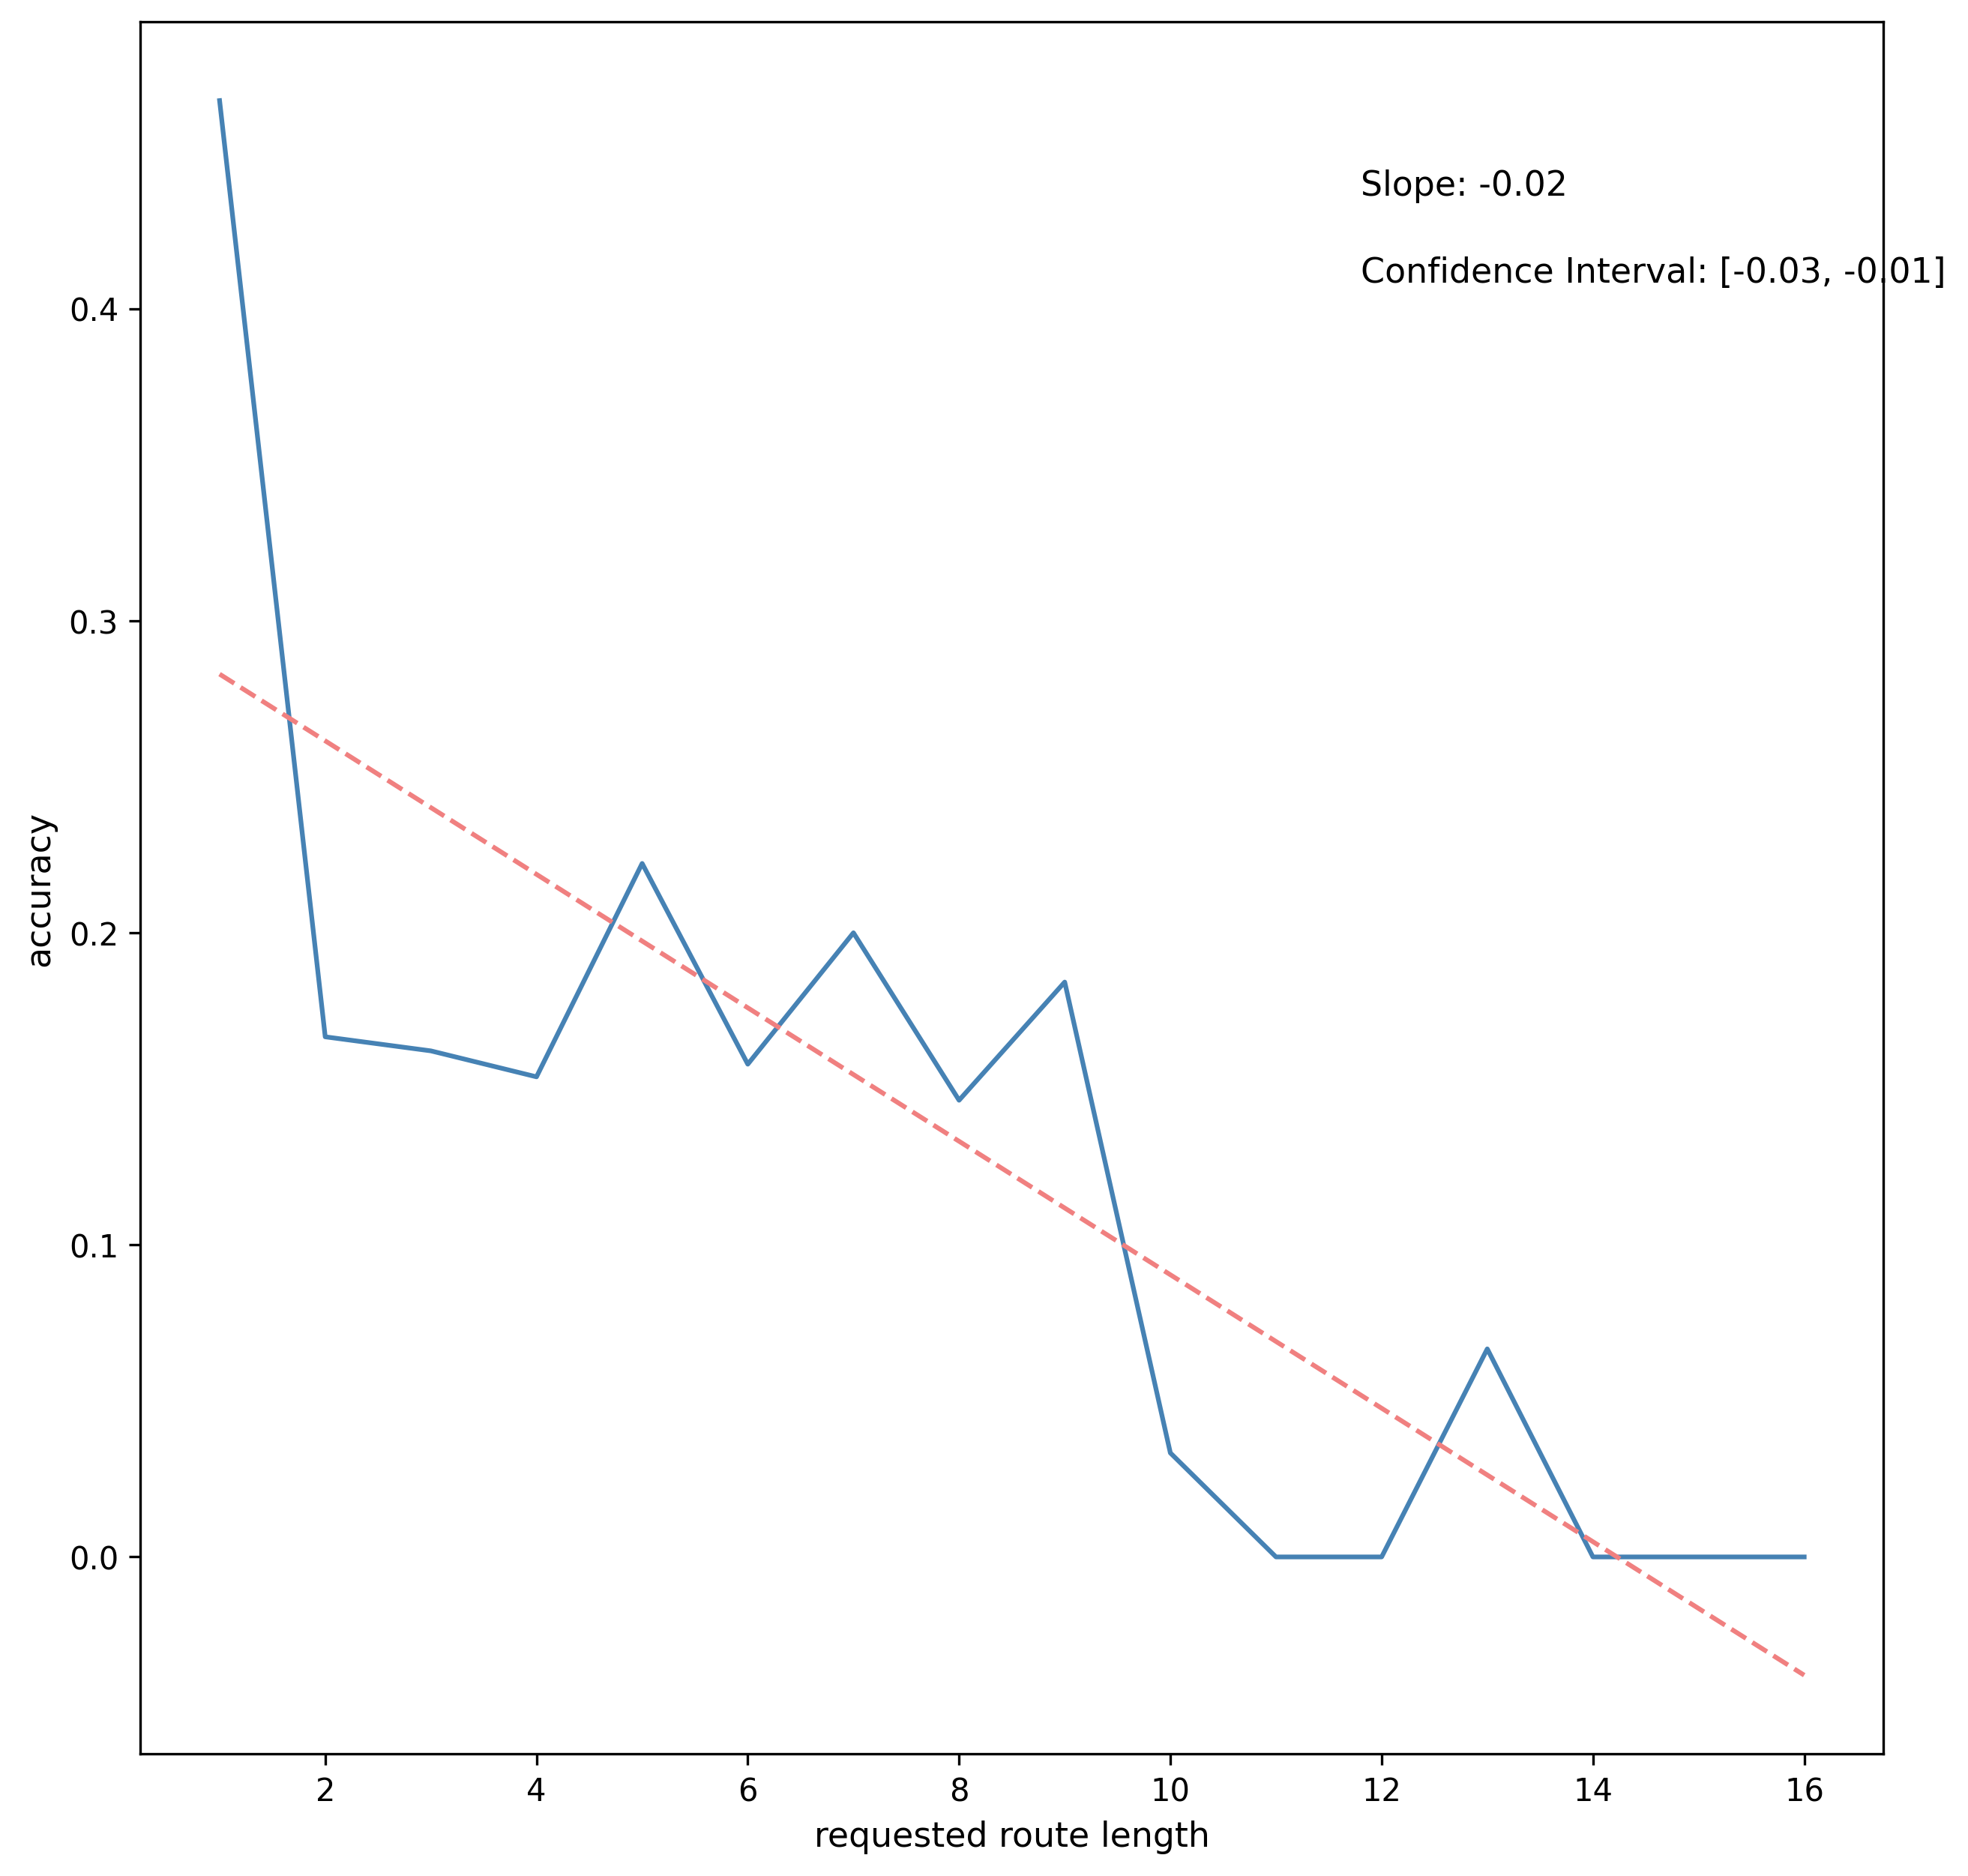 Slope: -0.02
Confidence Interval: [-0.03, -0.01]
0.4
0.3
0.2
0.1
0.0
accuracy
2 4 6 8 10 12 14 16
requested route length